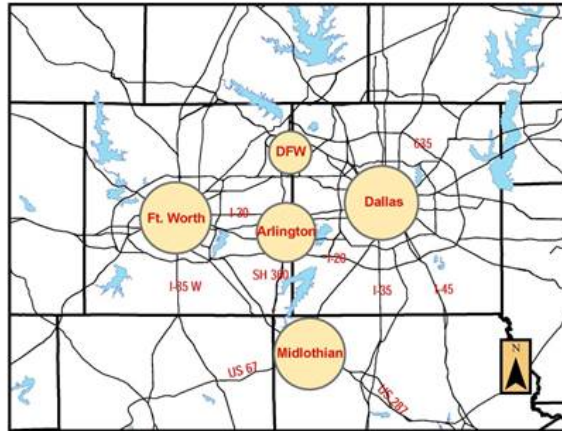 635
DFW
Dallas
Ft. Worth
I-30
Arlington
I-20
SH 360
I-35 W
I-35
I-45
Midlothian
US 67
US 287
N